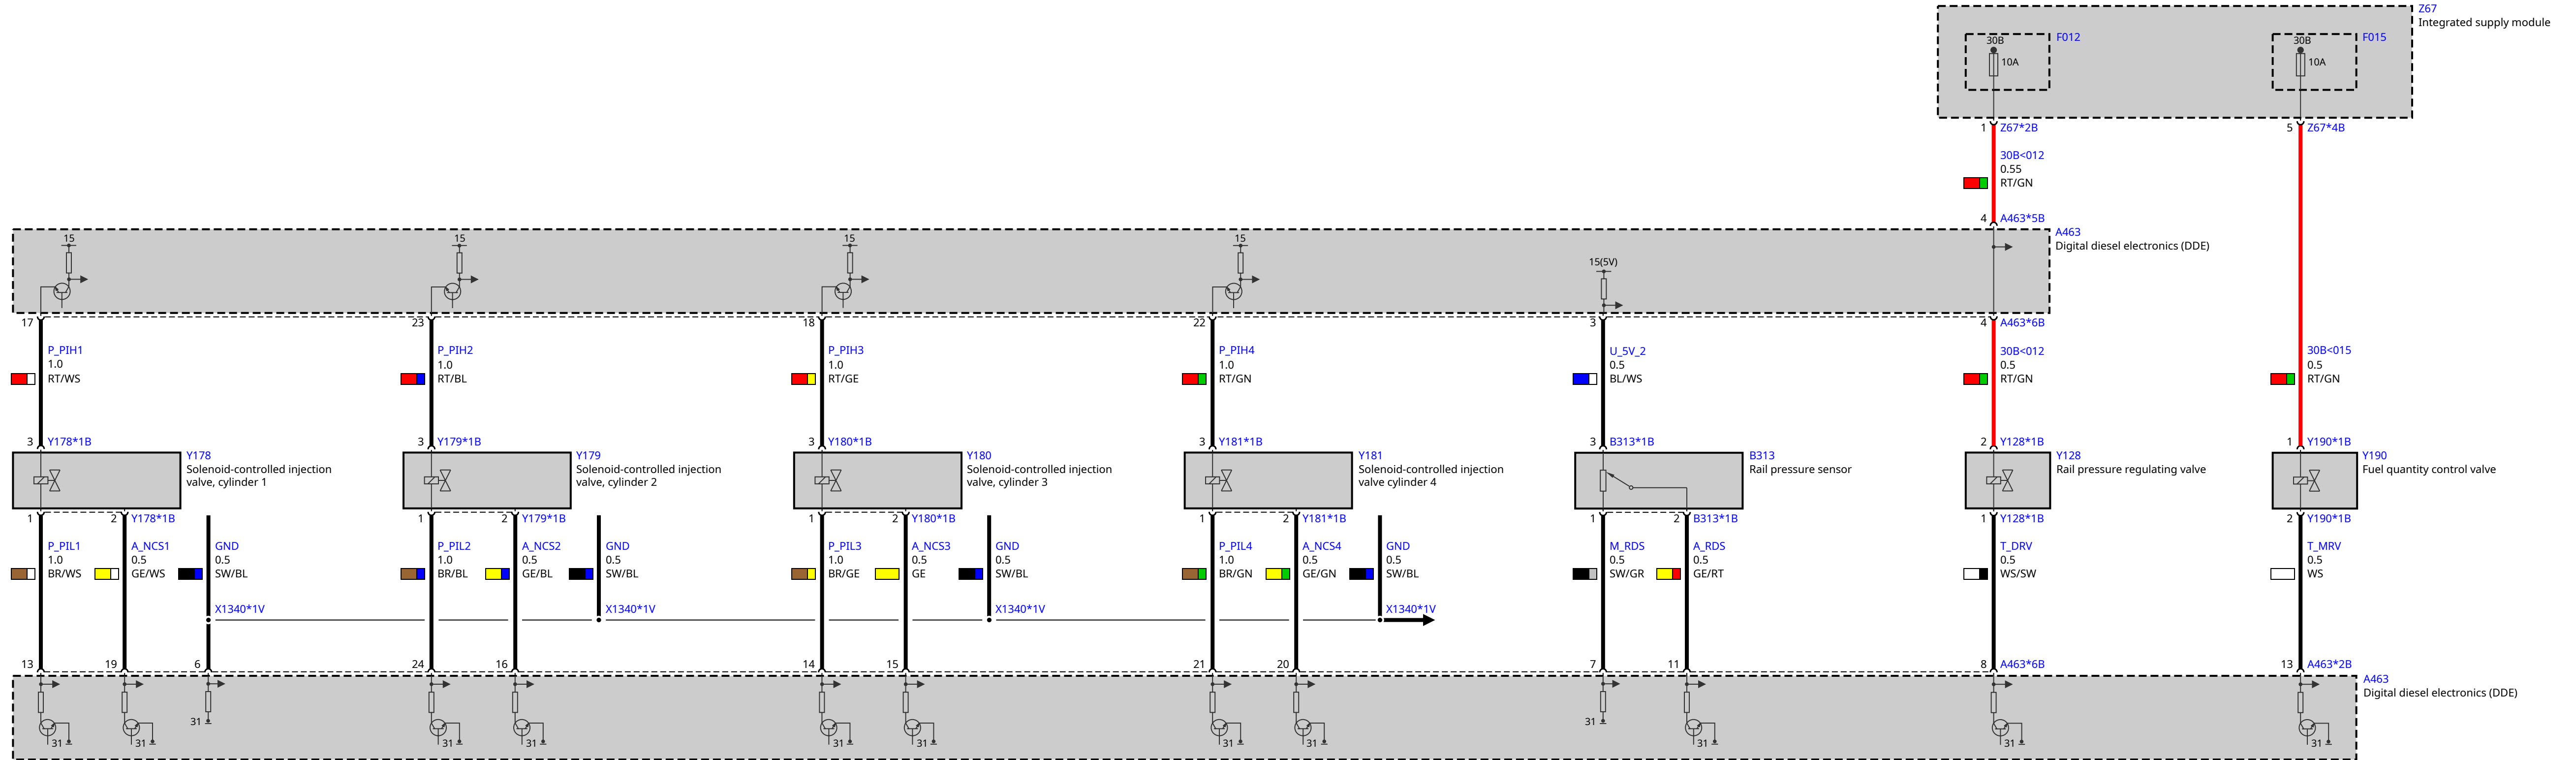 Z67
Integrated supply module
30B
F012
30B
F015
10A
10A
1
Z67*2B
5
Z67*4B
30B<012
0.55
RT/GN
4
A463*5B
A463
Digital diesel electronics (DDE)
15
15
15
15
15(5V)
17
23
18
22
3
4
A463*6B
P_PIH1
1.0
RT/WS
P_PIH2
1.0
RT/BL
P_PIH3
1.0
RT/GE
P_PIH4
1.0
RT/GN
U_5V_2
0.5
BL/WS
30B<012
0.5
RT/GN
30B<015
0.5
RT/GN
3
Y178*1B
3
Y179*1B
3
Y180*1B
3
Y181*1B
3
B313*1B
2
Y128*1B
1
Y190*1B
Y178
Solenoid-controlled injection
valve, cylinder 1
Y179
Solenoid-controlled injection
valve, cylinder 2
Y180
Solenoid-controlled injection
valve, cylinder 3
Y181
Solenoid-controlled injection
valve cylinder 4
B313
Rail pressure sensor
Y128
Rail pressure regulating valve
Y190
Fuel quantity control valve
1
2
Y178*1B
1
2
Y179*1B
1
2
Y180*1B
1
2
Y181*1B
1
2
B313*1B
1
Y128*1B
2
Y190*1B
P_PIL1
1.0
BR/WS
A_NCS1
0.5
GE/WS
GND
0.5
SW/BL
P_PIL2
1.0
BR/BL
A_NCS2
0.5
GE/BL
GND
0.5
SW/BL
P_PIL3
1.0
BR/GE
A_NCS3
0.5
GE
GND
0.5
SW/BL
P_PIL4
1.0
BR/GN
A_NCS4
0.5
GE/GN
GND
0.5
SW/BL
M_RDS
0.5
SW/GR
A_RDS
0.5
GE/RT
T_DRV
0.5
WS/SW
T_MRV
0.5
WS
X1340*1V
X1340*1V
X1340*1V
X1340*1V
13
19
6
24
16
14
15
21
20
7
11
8
A463*6B
13
A463*2B
A463
Digital diesel electronics (DDE)
31
31
31
31
31
31
31
31
31
31
31
31
31